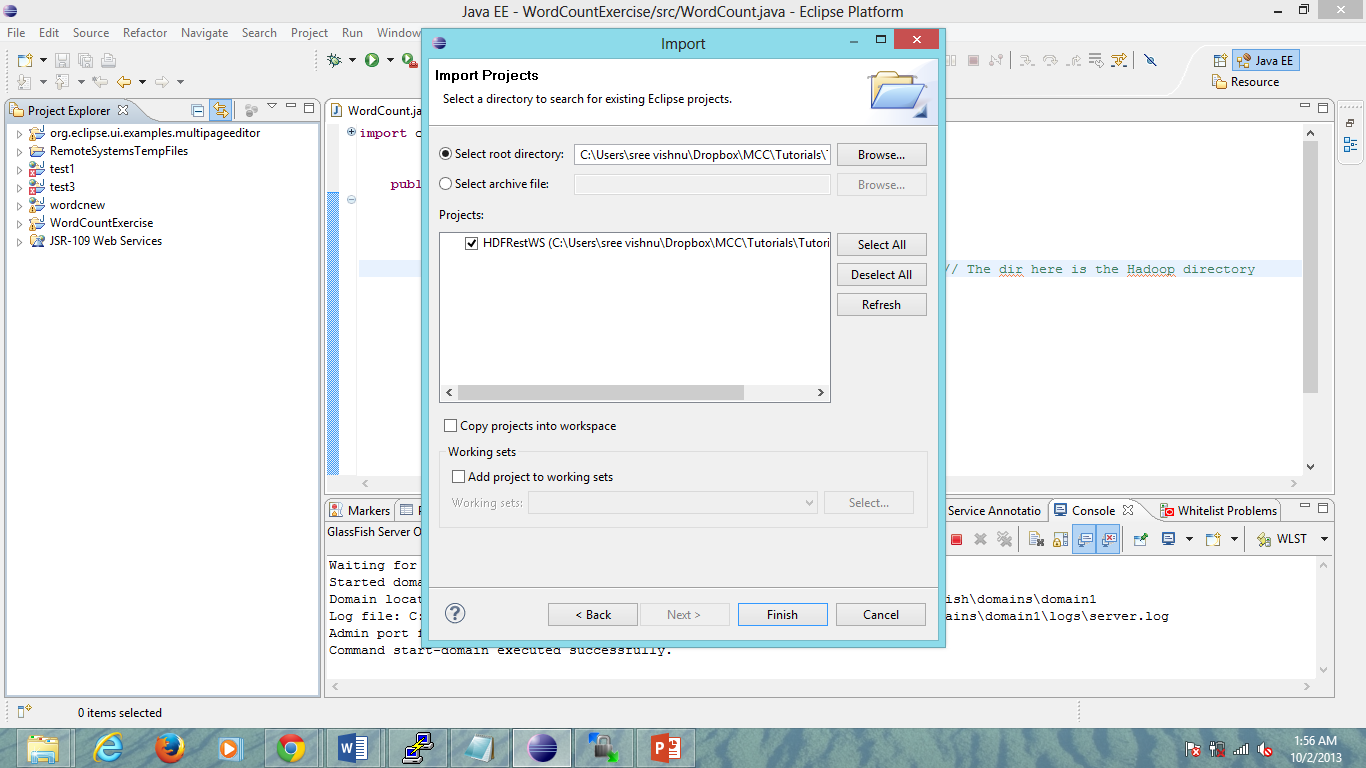 Java EE - WordCountExercise/src/WordCount.java - Eclipse Platform
File Edit Source Refactor Navigate Search Project Run Window
Java EE
Resource
Project Explorer
org.eclipse.ui.examples.multipageeditor
RemoteSystemsTempFiles
test1
test3
wordcnew
WordCountExercise
JSR-109 Web Services
WordCount.ja
import
publ
// The dir here is the Hadoop directory
Import
Import Projects
Select a directory to search for existing Eclipse projects.
Select root directory: C:\Users\sree vishnu\Dropbox\MCC\Tutorials\ Browse...
Select archive file: Browse...
Projects:
HDFRestWS (C:\Users\sree vishnu\Dropbox\MCC\Tutorials\Tutori
Select All
Deselect All
Refresh
Copy projects into workspace
Working sets
Add project to working sets
Working sets: Select...
< Back Next > Finish Cancel
Markers
Service Annotatio Console Whitelist Problems
GlassFish Server O
WLST
Waiting for
Started doma
Domain locat ish\domains\domain1
Log file: C: ains\domain1\logs\server.log
Admin port
Command start-domain executed successfully.
0 items selected
1:56 AM
10/2/2013